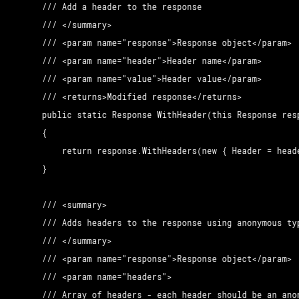 /// Add a header to the response
/// </summary>
/// <param name="response">Response object</param>
/// <param name="header">Header name</param>
/// <param name="value">Header value</param>
/// <returns>Modified response</returns>
public static Response WithHeader(this Response resp
{
return response.WithHeaders(new { Header = heade
}
/// <summary>
/// Adds headers to the response using anonymous typ
/// </summary>
/// <param name="response">Response object</param>
/// <param name="headers">
/// Array of headers - each header should be an anon